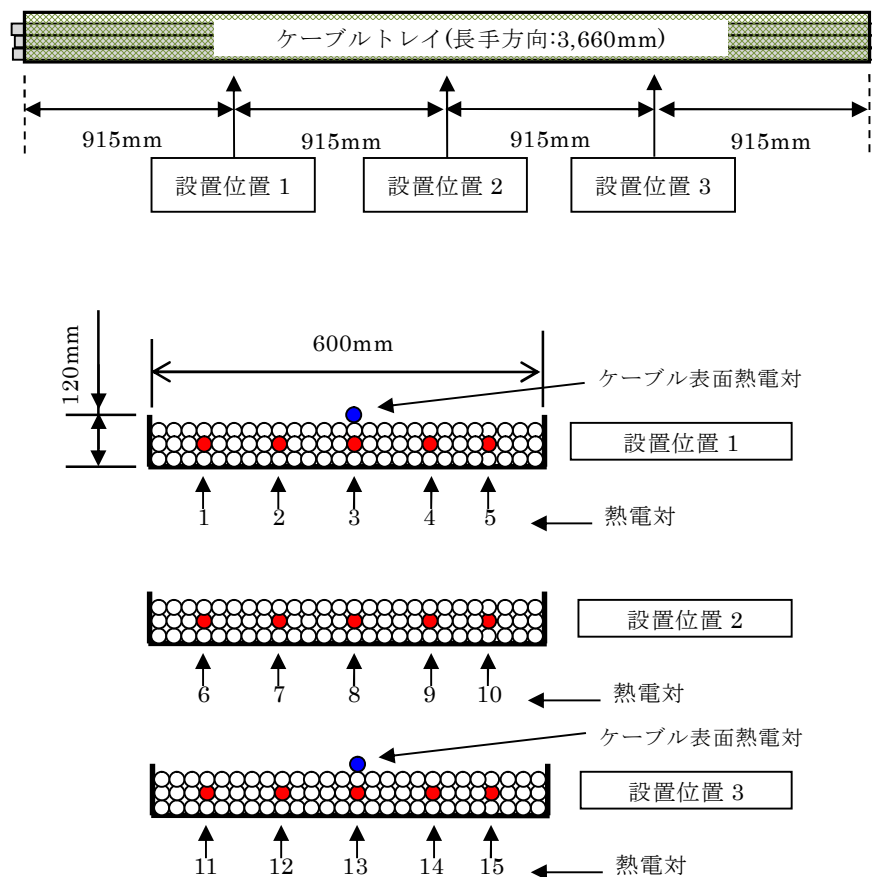 ケーブルトレイ(長手方向:3,660mm)
915mm
915mm
915mm
915mm
設置位置 1
設置位置 2
設置位置 3
120mm
600mm
ケーブル表面熱電対
設置位置 1
1
2
3
4
5
熱電対
設置位置 2
6
7
8
9
10
熱電対
ケーブル表面熱電対
設置位置 3
11
12
13
14
15
熱電対